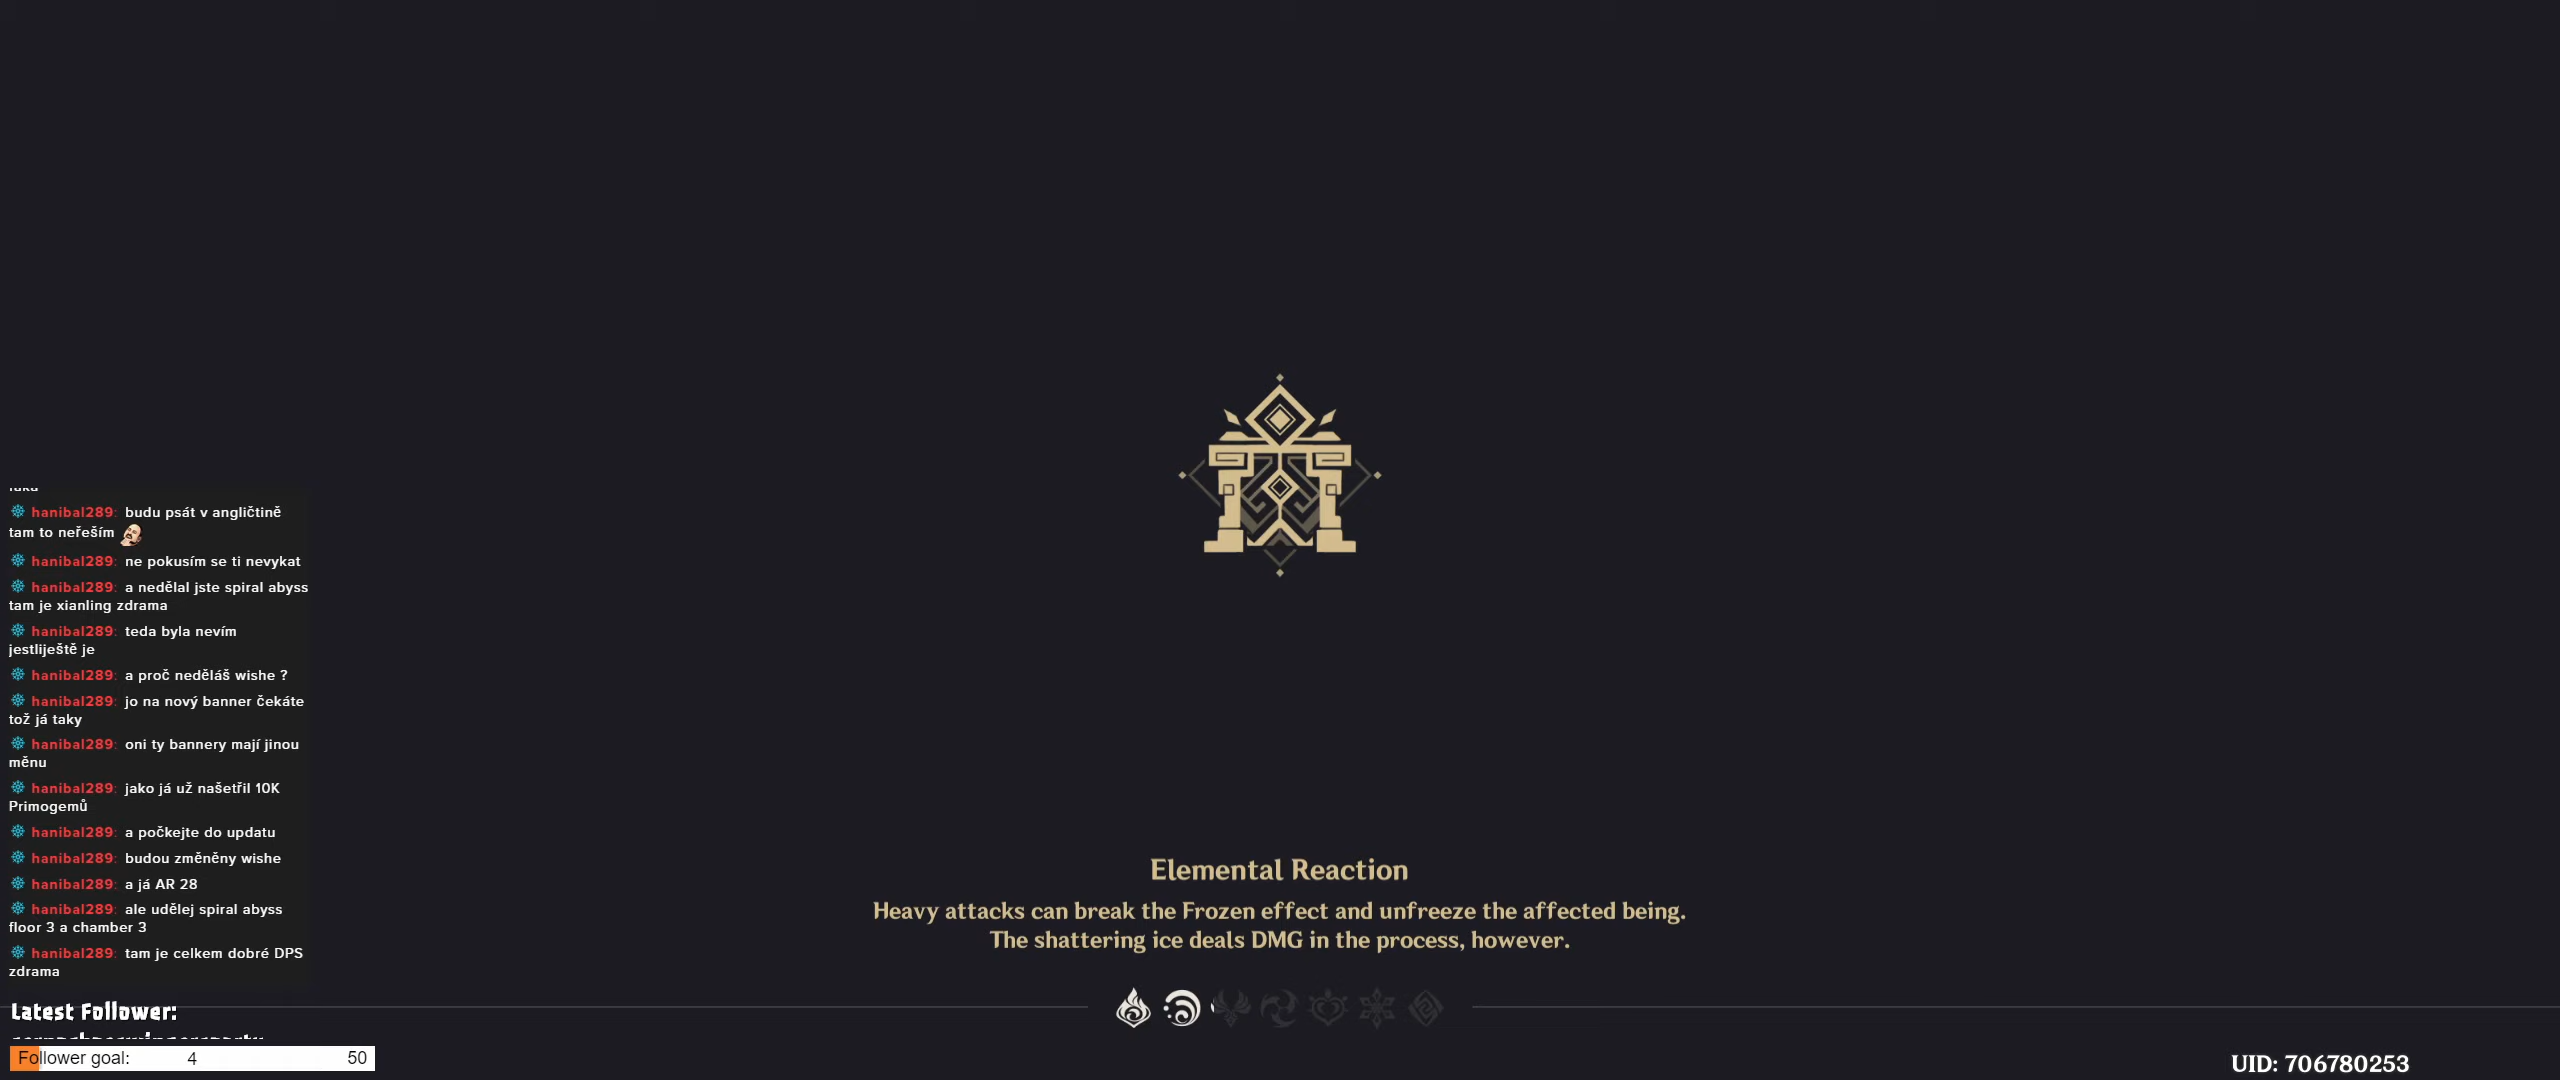 hanibal289: budu psát v angličtině
tam to neřeším
hanibal289: ne pokusím se ti nevykat
hanibal289: a nedělal jste spiral abyss
tam je xianling zdrama
hanibal289: teda byla nevím
jestliještě je
hanibal289: a proč neděláš wishe ?
hanibal289: jo na nový banner čekáte
tož já taky
hanibal289: oni ty bannery mají jinou
měnu
hanibal289: jako já už našetřil 10K
Primogemů
hanibal289: a počkejte do updatu
hanibal289: budou změněny wishe
hanibal289: a já AR 28
hanibal289: ale udělej spiral abyss
floor 3 a chamber 3
hanibal289: tam je celkem dobré DPS
zdrama
Latest Follower:
Follower goal: 4 50
Elemental Reaction
Heavy attacks can break the Frozen effect and unfreeze the affected being.
The shattering ice deals DMG in the process, however.
UID: 706780253